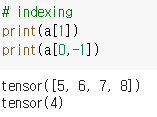 # indexing
print(a[1])
print(a[0,-1])
tensor([5, 6, 7, 8])
tensor(4)